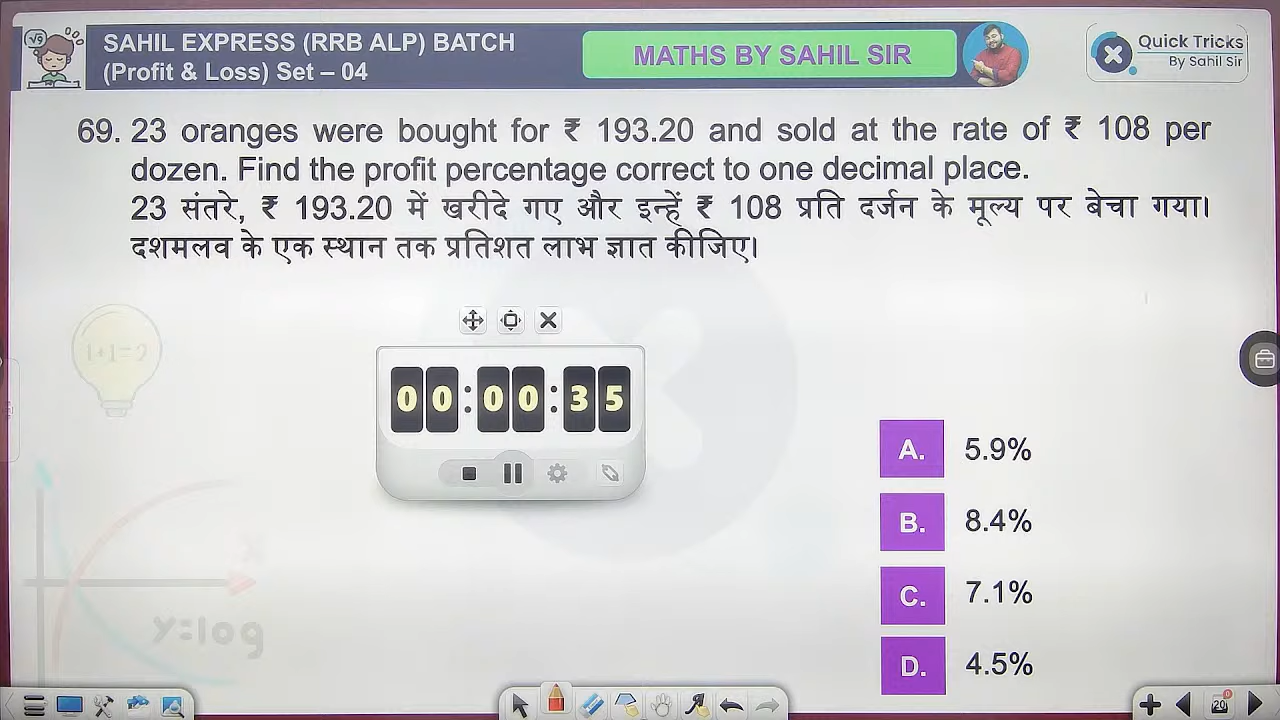 SAHIL EXPRESS (RRB ALP) BATCH
(Profit & Loss) Set – 04
MATHS BY SAHIL SIR
Quick Tricks
By Sahil Sir
69. 23 oranges were bought for ₹ 193.20 and sold at the rate of ₹ 108 per
dozen. Find the profit percentage correct to one decimal place.
23 संतरे, ₹ 193.20 में खरीदे गए और इन्हें ₹ 108 प्रति दर्जन के मूल्य पर बेचा गया।
दशमलव के एक स्थान तक प्रतिशत लाभ ज्ञात कीजिए।
1+1=?
00:00:35
A. 5.9%
B. 8.4%
C. 7.1%
D. 4.5%
y=log
20